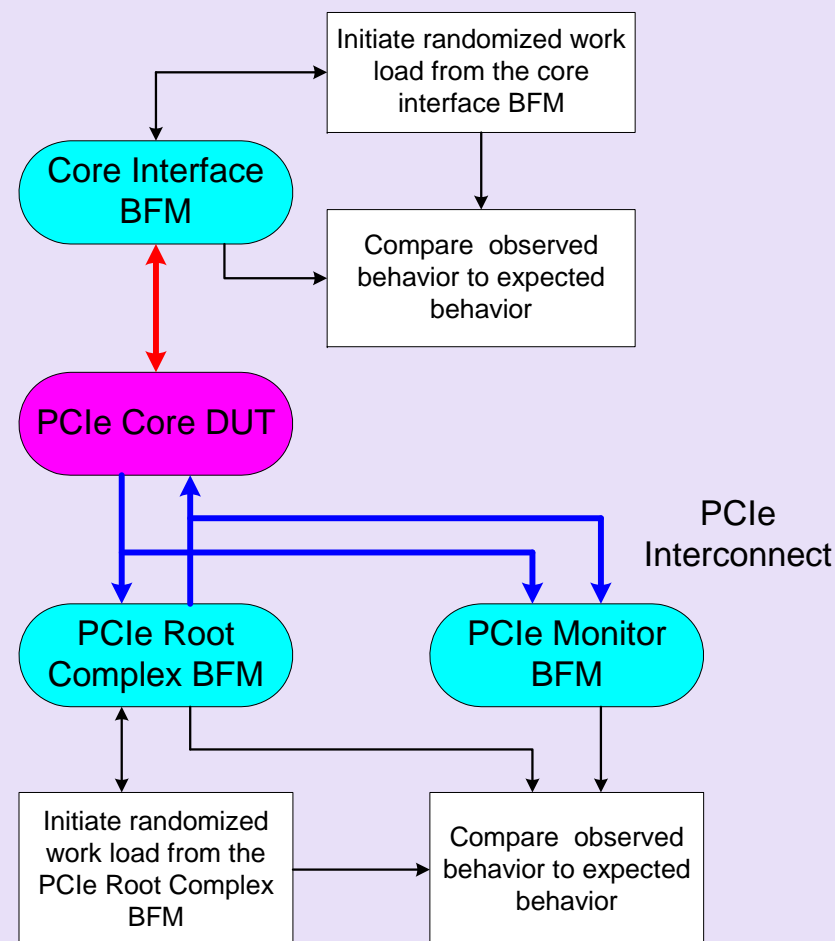 Initiate randomized work
load from the core
interface BFM
Core Interface
BFM
Compare observed
behavior to expected
behavior
PCIe Core DUT
PCIe
Interconnect
PCIe Root
Complex BFM
PCIe Monitor
BFM
Initiate randomized
work load from the
PCIe Root Complex
BFM
Compare observed
behavior to expected
behavior